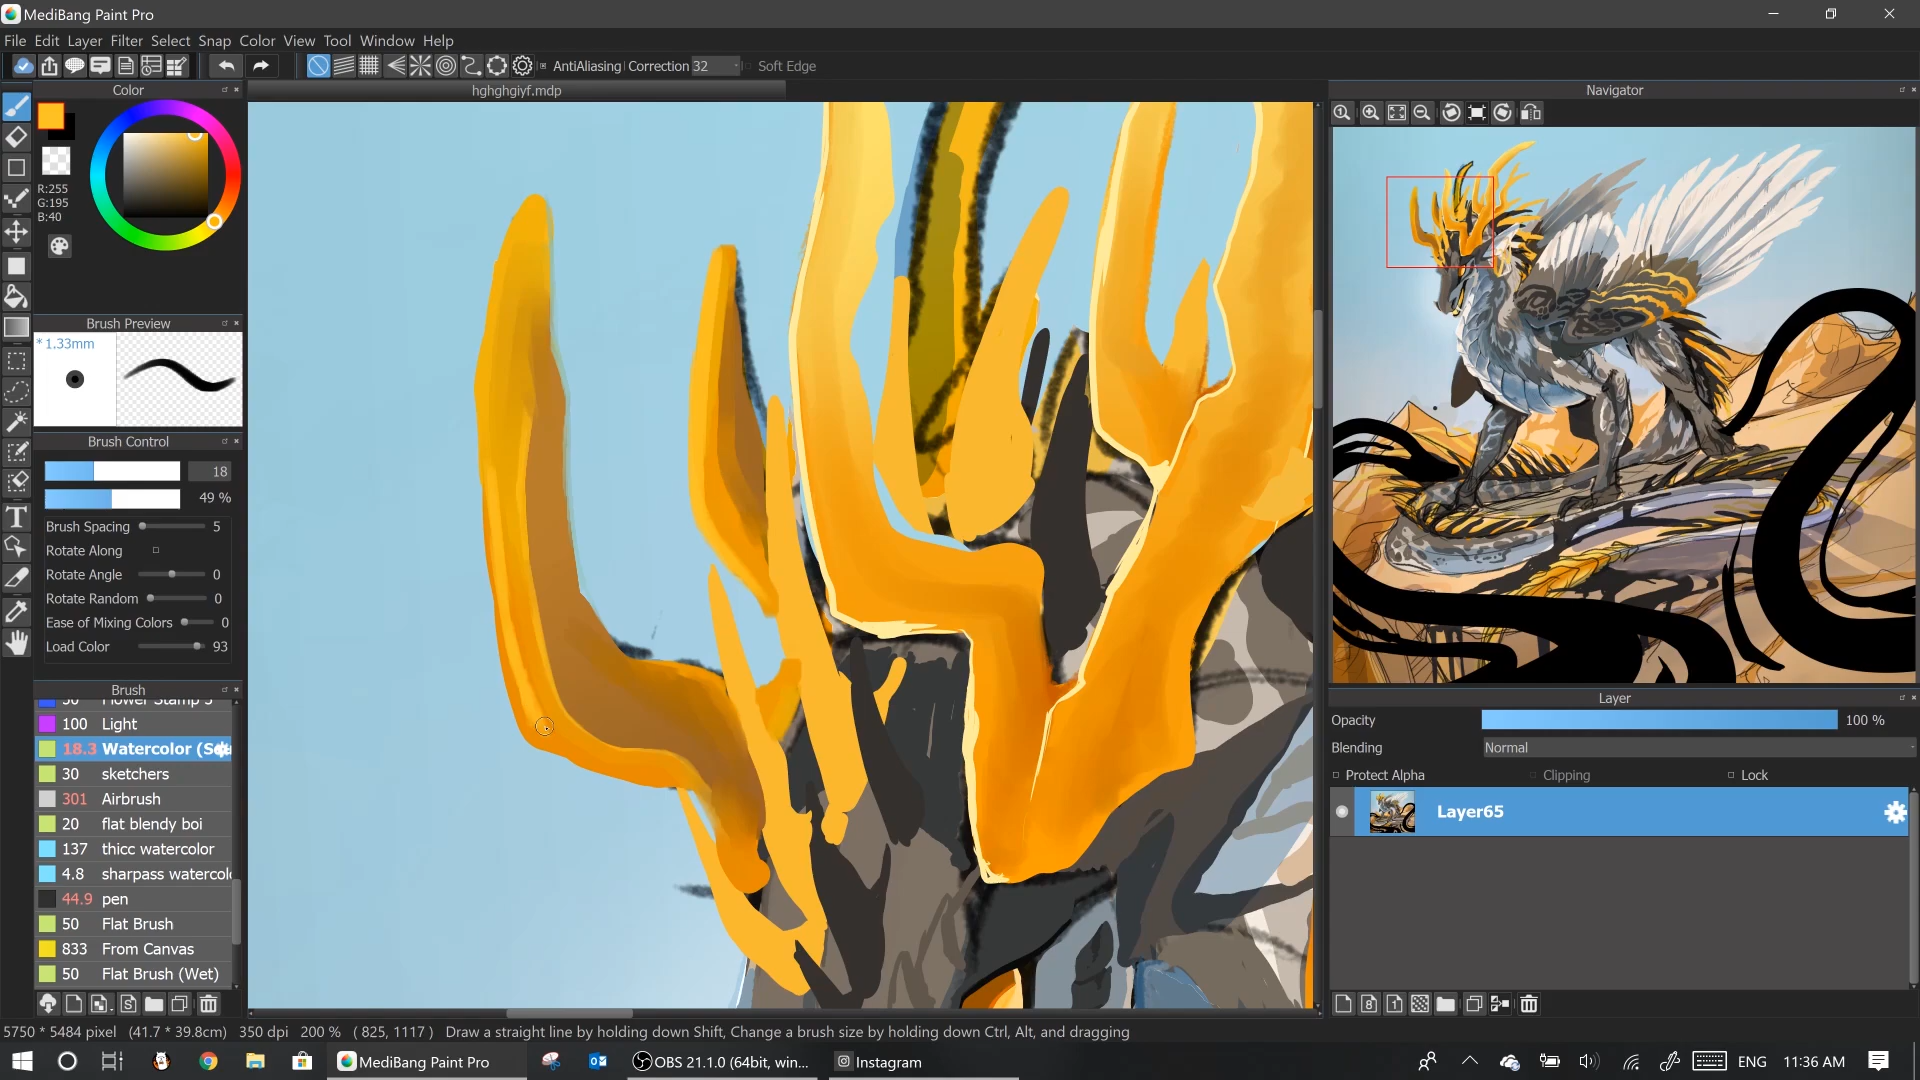 MediBang Paint Pro
File Edit Layer Filter Select Snap Color View Tool Window Help
AntiAliasing Correction 32 Soft Edge
Color
hghghgiyf.mdp
Navigator
R:255
G:195
B:40
Brush Preview
* 1.33mm
Brush Control
18
49 %
Brush Spacing 5
Rotate Along
Rotate Angle 0
Rotate Random 0
Ease of Mixing Colors 0
Load Color 93
Brush
100 Light
18.3 Watercolor
30 sketchers
301 Airbrush
20 flat blendy boi
137 thicc watercolor
4.8 sharpass watercol
44.9 pen
50 Flat Brush
833 From Canvas
50 Flat Brush (Wet)
Layer
Opacity 100 %
Blending Normal
Protect Alpha Clipping Lock
Layer65
5750 * 5484 pixel (41.7 * 39.8cm) 350 dpi 200 % ( 825, 1117 ) Draw a straight line by holding down Shift, Change a brush size by holding down Ctrl, Alt, and dragging
MediBang Paint Pro OBS 21.1.0 (64bit, win... Instagram ENG 11:36 AM